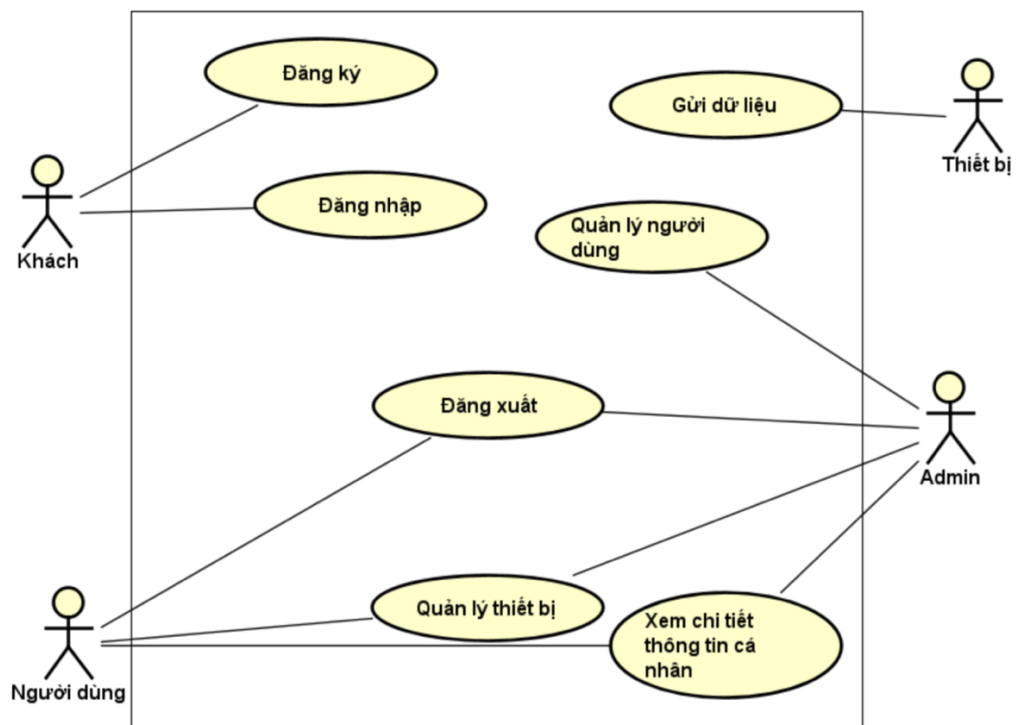 Đăng ký
Gửi dữ liệu
Thiết bị
Đăng nhập
Quản lý người
dùng
Khách
Đăng xuất
Admin
Quản lý thiết bị
Xem chi tiết
thông tin cá
nhân
Người dùng